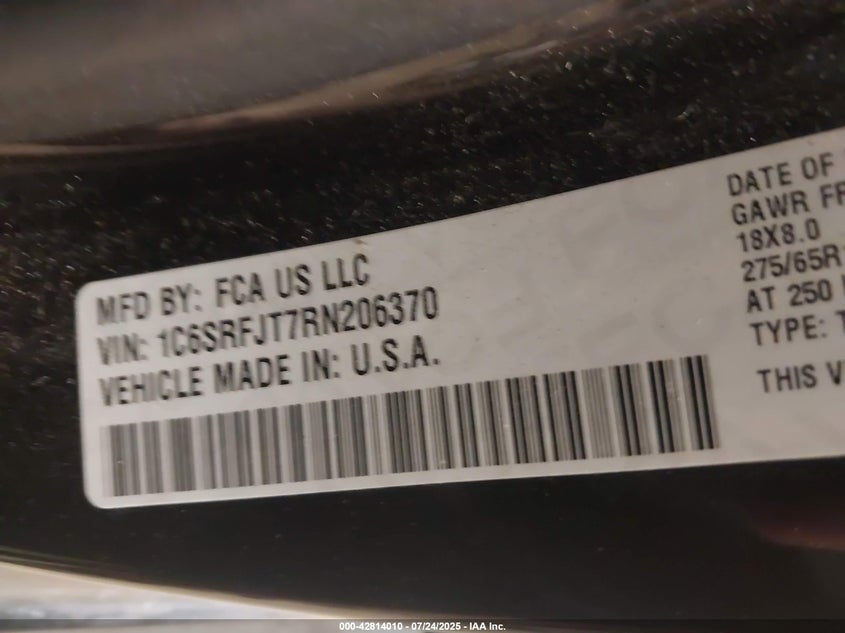 MFD BY: FCA US LLC
VIN: 1C6SRFJT7RN206370
VEHICLE MADE IN: U.S.A.
DATE OF
GAWR
18X8.0
275/65R
AT 250
TYPE:
THIS
000-42814010 - 07/24/2025 - IAA Inc.